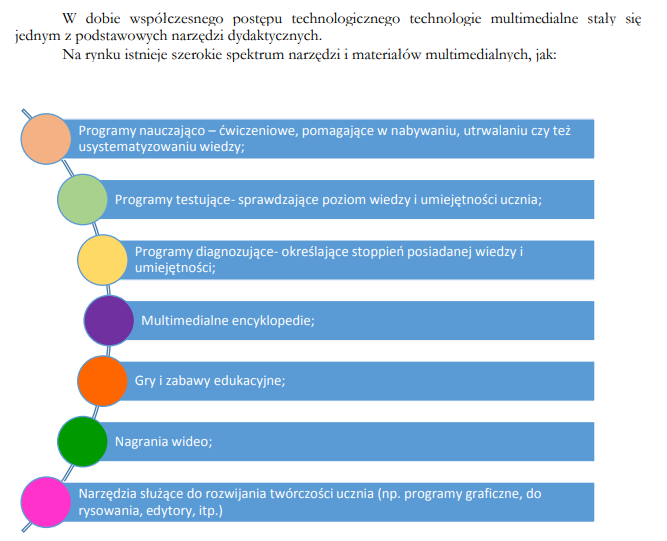 W dobie współczesnego postępu technologicznego technologie multimedialne stały się
jednym z podstawowych narzędzi dydaktycznych.
Na rynku istnieje szerokie spektrum narzędzi i materiałów multimedialnych, jak:
Programy nauczająco – ćwiczeniowe, pomagające w nabywaniu, utrwalaniu czy też
usystematyzowaniu wiedzy;
Programy testujące- sprawdzające poziom wiedzy i umiejętności ucznia;
Programy diagnozujące- określające stoppień posiadanej wiedzy i
umiejętności;
Multimedialne encyklopedie;
Gry i zabawy edukacyjne;
Nagrania wideo;
Narzędzia służące do rozwijania twórczości ucznia (np. programy graficzne, do
rysowania, edytory, itp.)